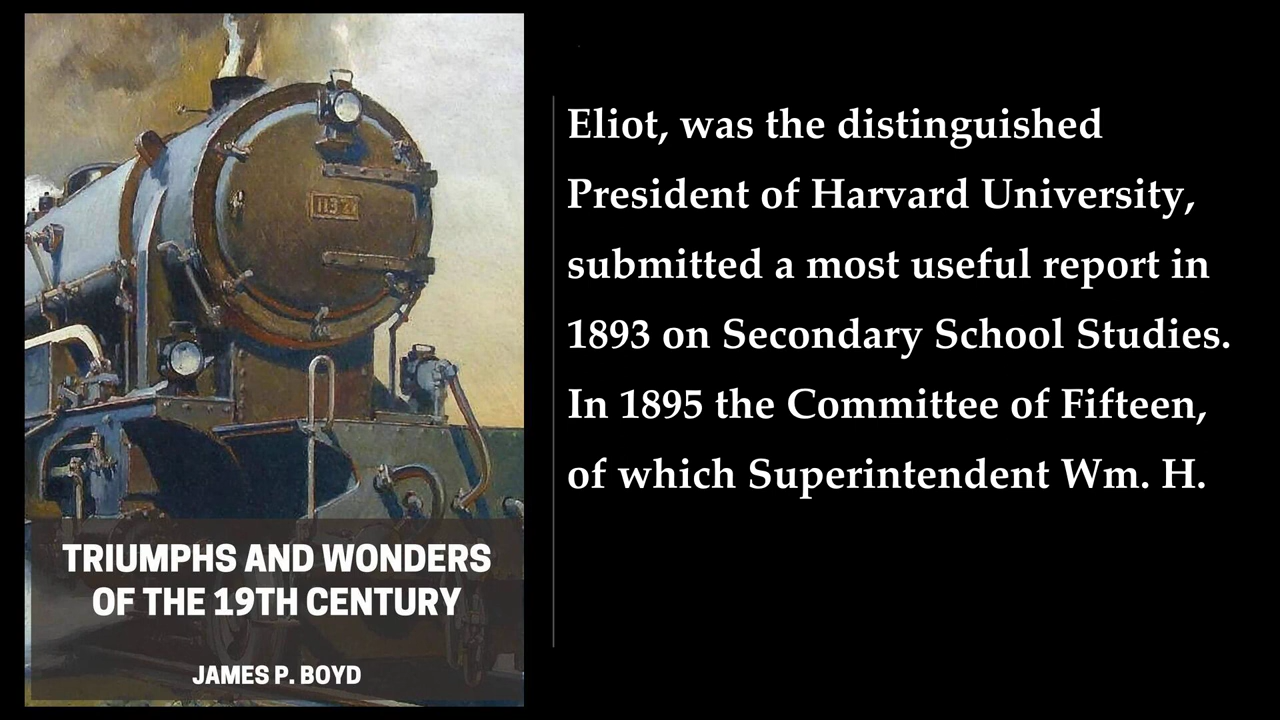 Eliot, was the distinguished
President of Harvard University,
submitted a most useful report in
1893 on Secondary School Studies.
In 1895 the Committee of Fifteen,
of which Superintendent Wm. H.
TRIUMPHS AND WONDERS
OF THE 19TH CENTURY
JAMES P. BOYD